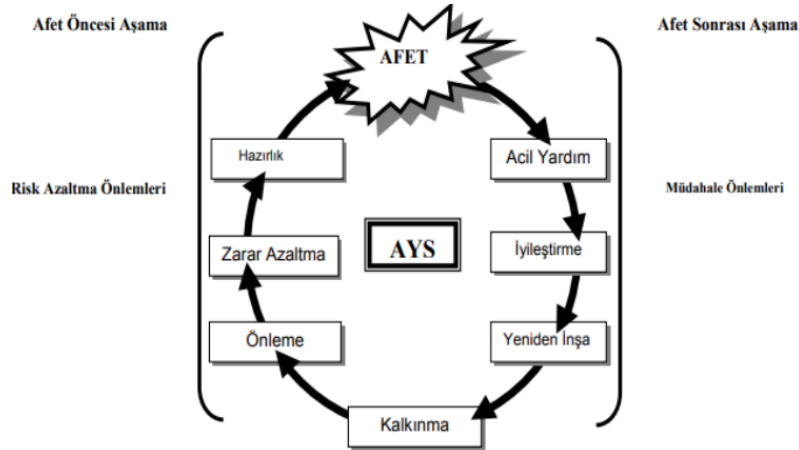 Afet Öncesi Aşama
Afet Sonrası Aşama
AFET
Hazırlık
Acil Yardım
Risk Azaltma Önlemleri
Müdahale Önlemleri
AYS
Zarar Azaltma
İyileştirme
Önleme
Yeniden İnşa
Kalkınma